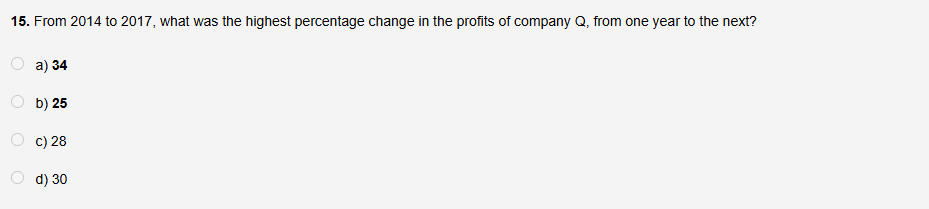 15. From 2014 to 2017, what was the highest percentage change in the profits of company Q, from one year to the next?
a) 34
b) 25
c) 28
d) 30